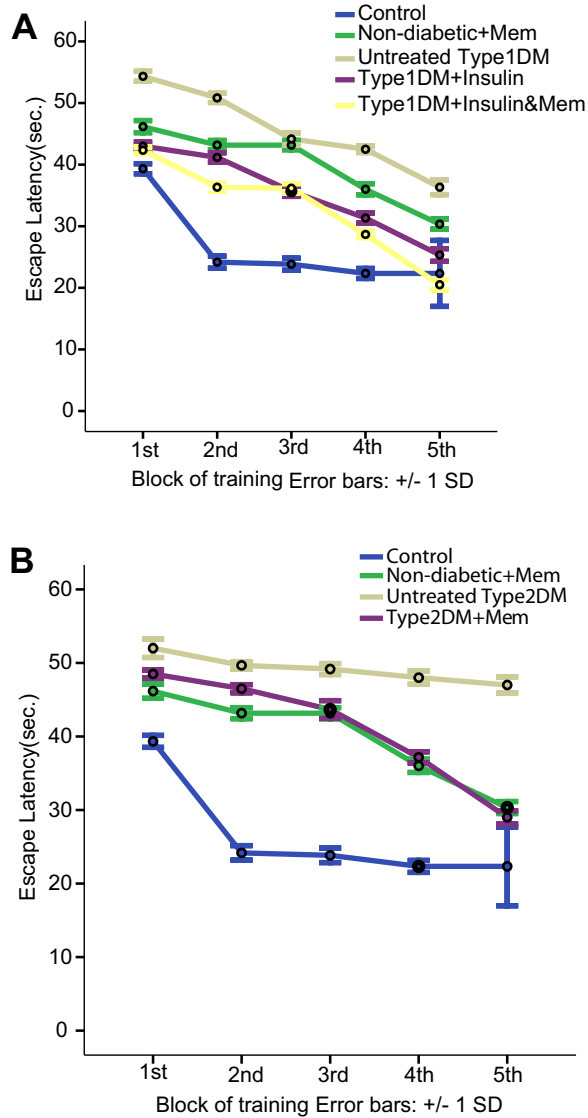 A
Control
Non-diabetic+Mem
Untreated Type1DM
Type1DM+Insulin
Type1DM+Insulin&Mem
Escape Latency(sec.)
60
50
40
30
20
10
0
1st 2nd 3rd 4th 5th
Block of training Error bars: +/- 1 SD
B
Control
Non-diabetic+Mem
Untreated Type2DM
Type2DM+Mem
Escape Latency(sec.)
60
50
40
30
20
10
0
1st 2nd 3rd 4th 5th
Block of training Error bars: +/- 1 SD